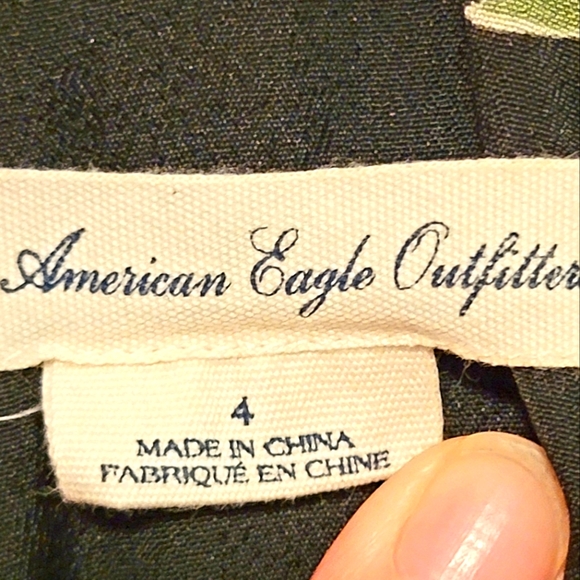 American Eagle Outfitter
4
MADE IN CHINA
FABRIQUÉ EN CHINE